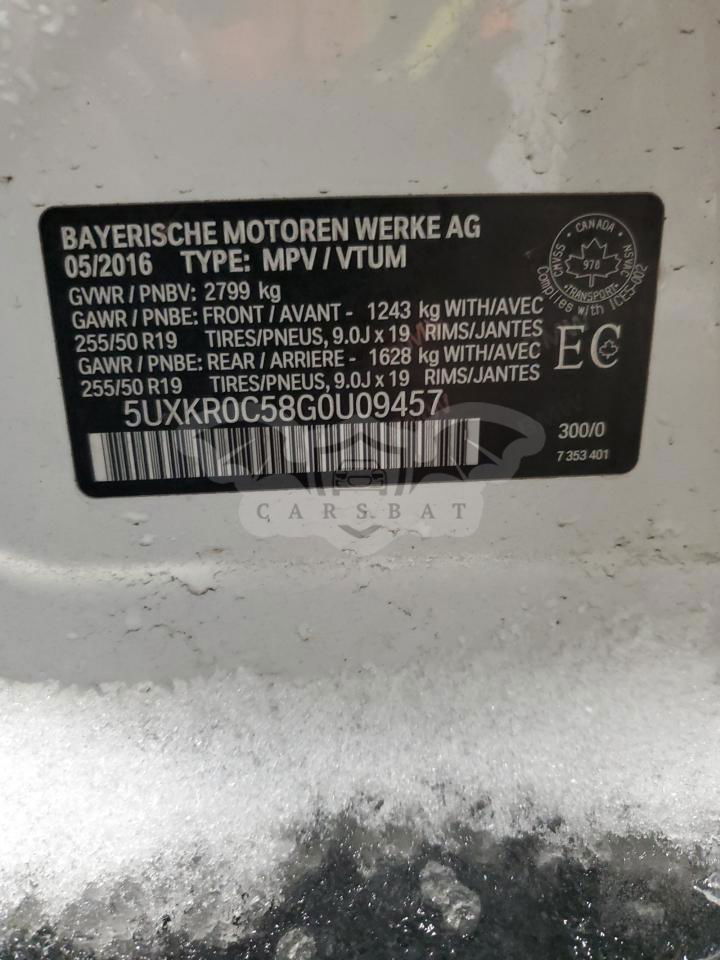 BAYERISCHE MOTOREN WERKE AG
05/2016 TYPE: MPV / VTUM
GVWR / PNBV: 2799 kg
GAWR / PNBE: FRONT / AVANT - 1243 kg WITH/AVEC
255/50 R19 TIRES/PNEUS, 9.0J x 19 RIMS/JANTES
GAWR / PNBE: REAR / ARRIERE - 1628 kg WITH/AVEC
255/50 R19 TIRES/PNEUS, 9.0J x 19 RIMS/JANTES
5UXKR0C58G0U09457
CANADA
CMVSS
978
NSVAC
TRANSPORT
Complies with ICES-002
EC
300/0
7 353 401
CARSBAT